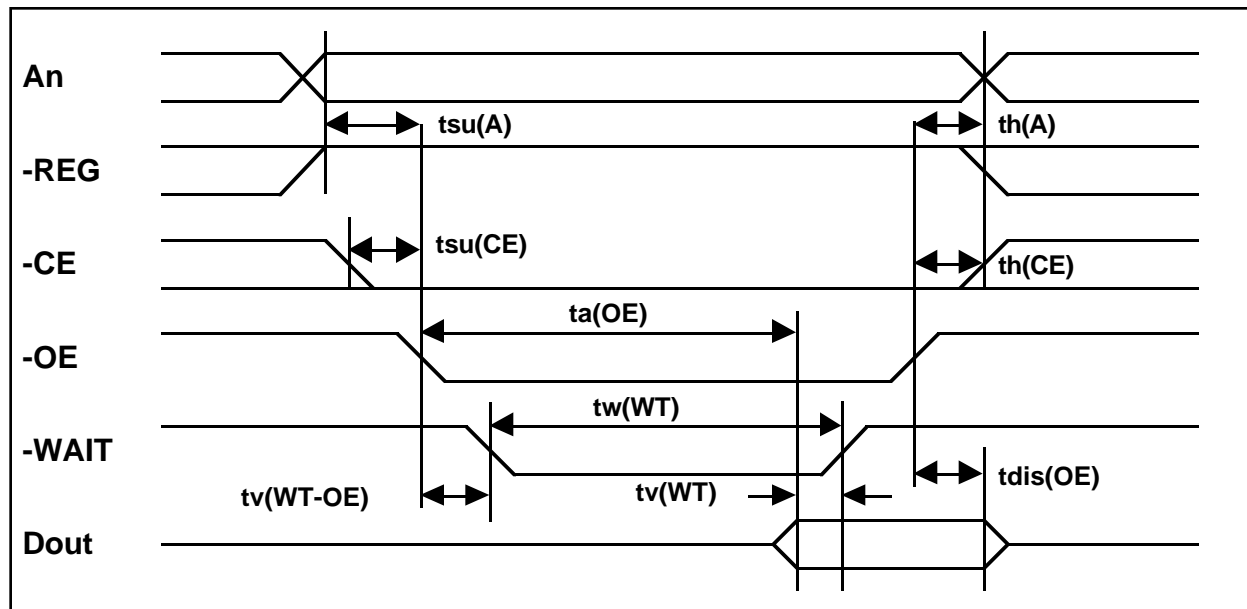 An
tsu(A)
th(A)
-REG
tsu(CE)
-CE
th(CE)
ta(OE)
-OE
tw(WT)
-WAIT
tdis(OE)
tv(WT-OE)
tv(WT)
Dout